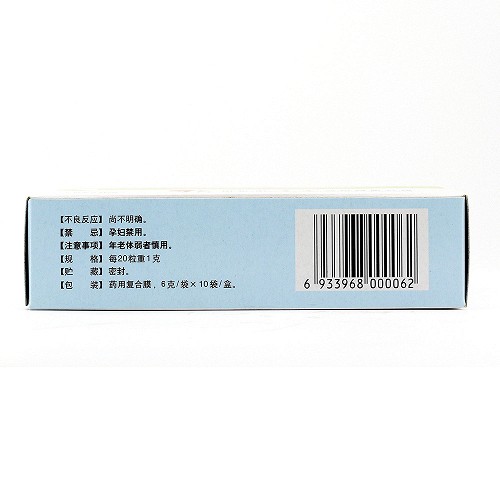 【不良反应】尚不明确。
【禁 忌】孕妇禁用。
【注意事项】年老体弱者慎用。
【规 格】每20粒重1克
【贮 藏】密封。
【包 装】药用复合膜，6克/袋×10袋/盒。
6 933968 000062